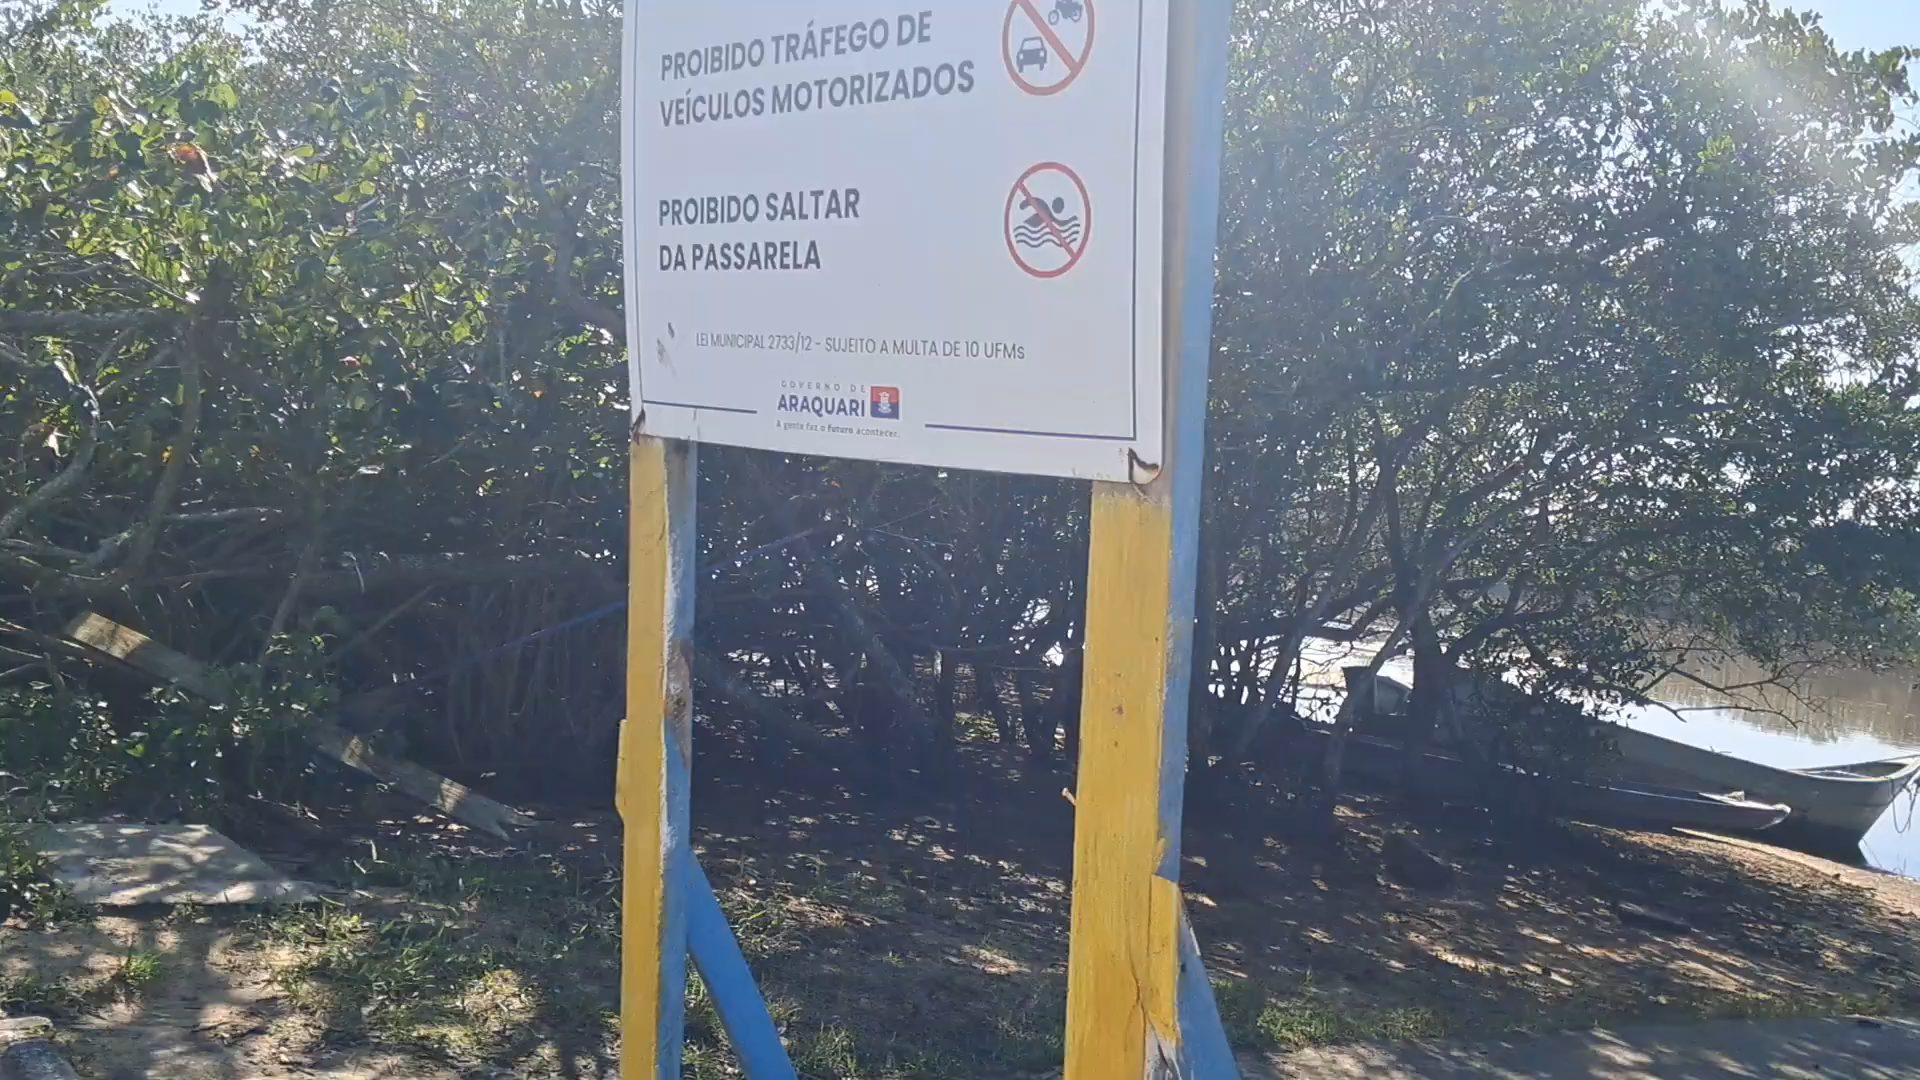 PROIBIDO TRÁFEGO DE
VEÍCULOS MOTORIZADOS
PROIBIDO SALTAR
DA PASSARELA
LEI MUNICIPAL 2733/12 - SUJEITO A MULTA DE 10 UFMs
GOVERNO DE
ARAQUARI
A gente faz o futuro acontecer.